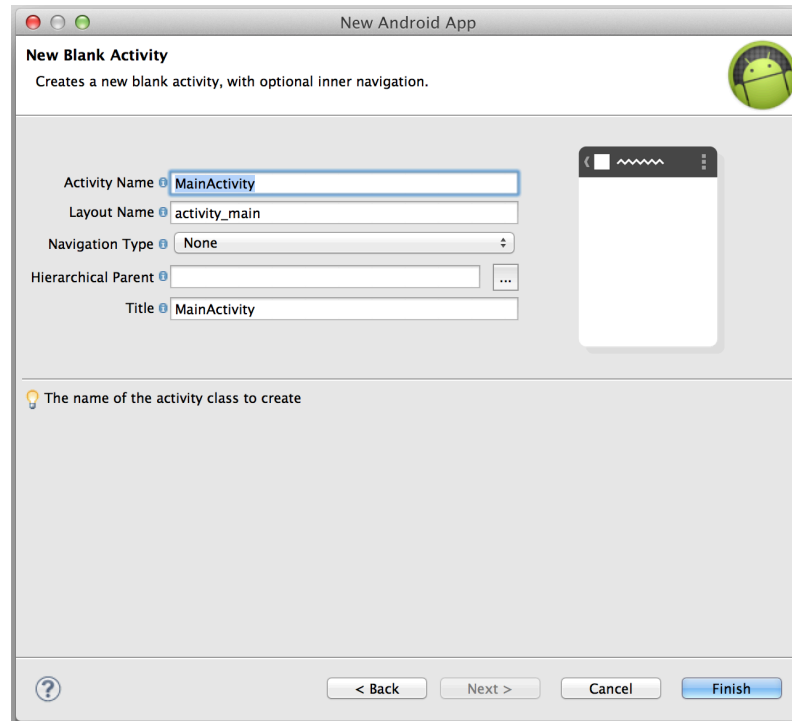 New Android App
New Blank Activity
Creates a new blank activity, with optional inner navigation.
Activity Name MainActivity
Layout Name activity_main
Navigation Type None
Hierarchical Parent ...
Title MainActivity
The name of the activity class to create
? < Back Next > Cancel Finish